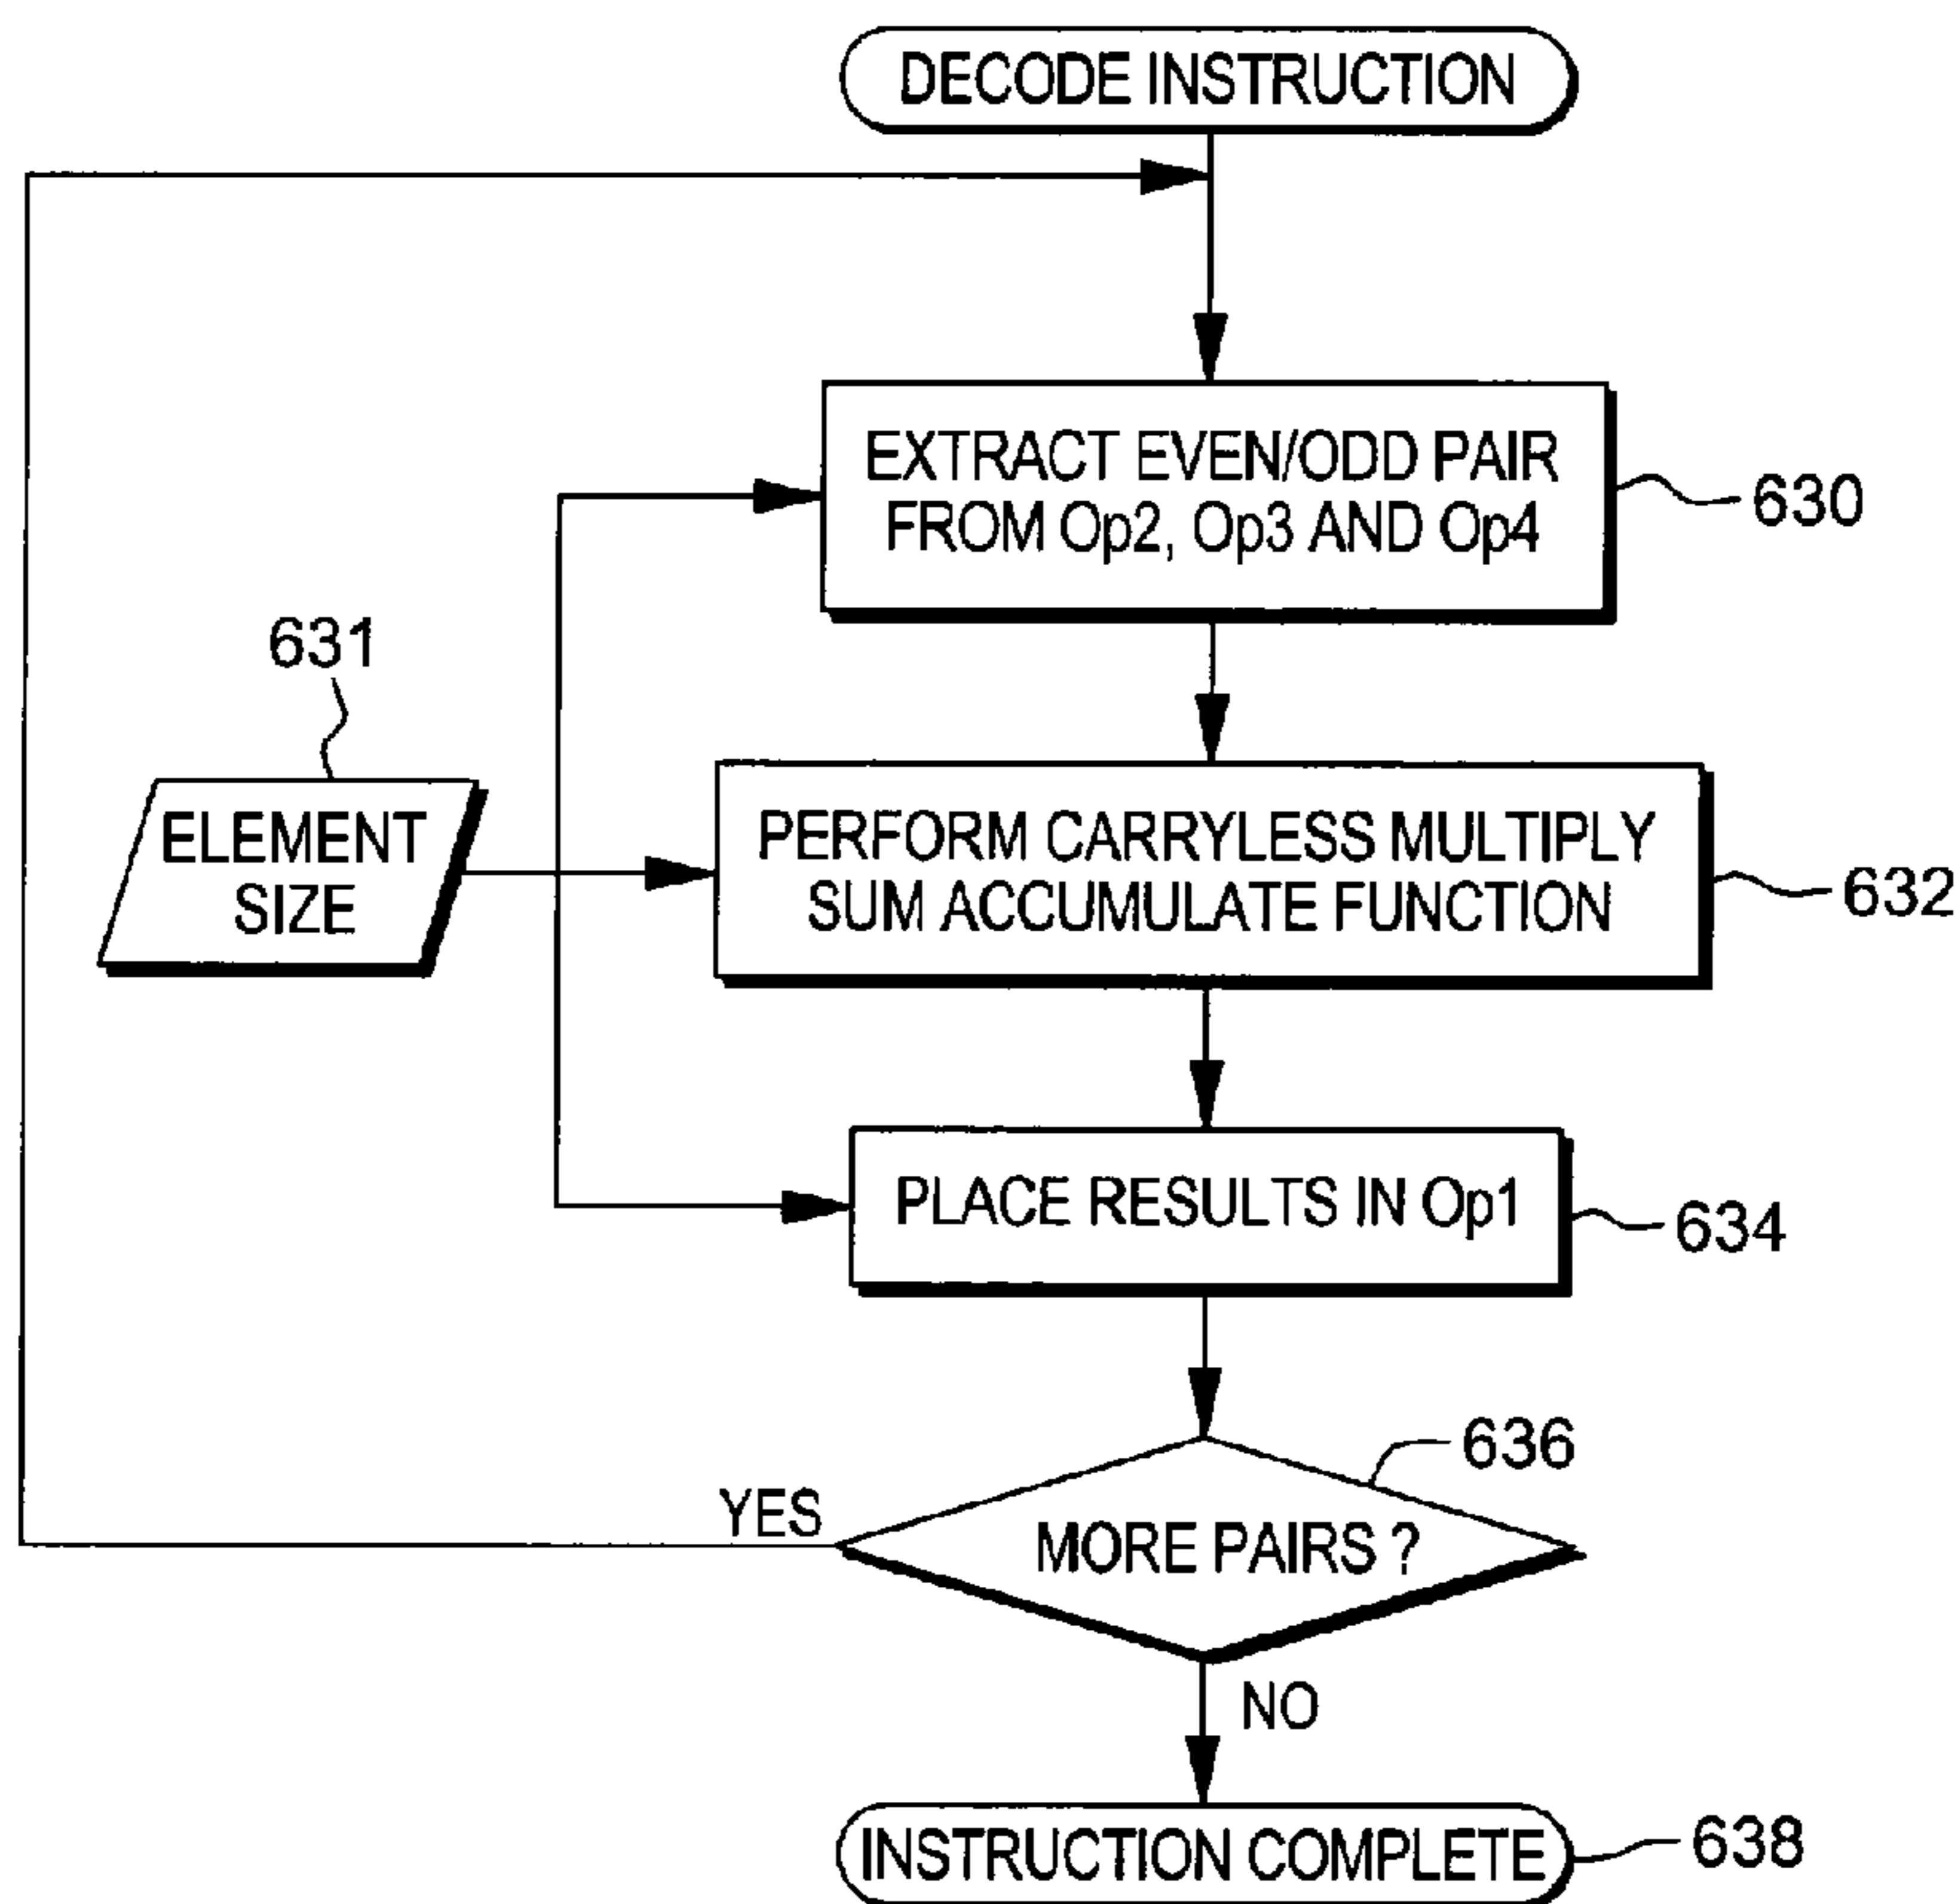 DECODE INSTRUCTION
EXTRACT EVEN/ODD PAIR
FROM Op2, Op3 AND Op4
630
631
ELEMENT
SIZE
PERFORM CARRYLESS MULTIPLY
SUM ACCUMULATE FUNCTION
632
PLACE RESULTS IN Op1
634
636
YES
MORE PAIRS ?
NO
INSTRUCTION COMPLETE
638